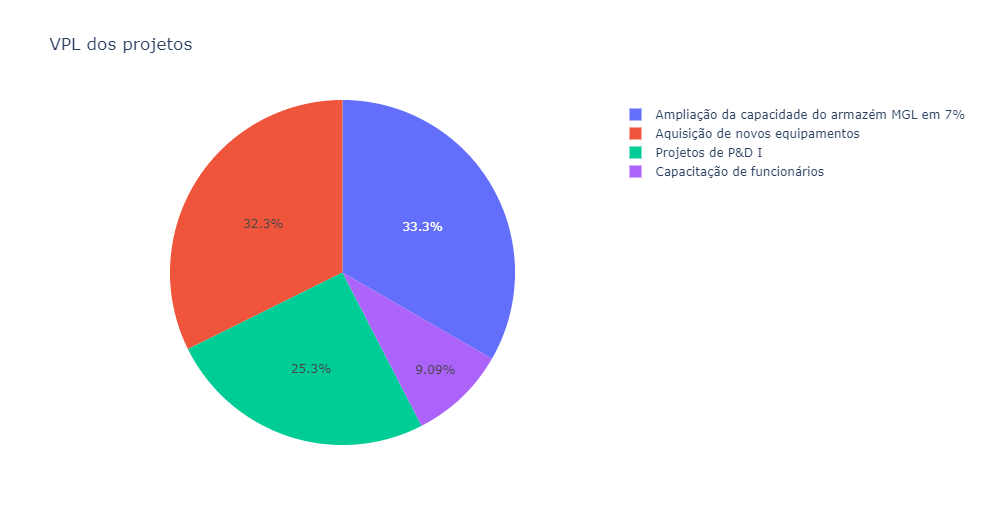 VPL dos projetos
Ampliação da capacidade do armazém MGL em 7%
Aquisição de novos equipamentos
Projetos de P&D I
Capacitação de funcionários
32.3%
33.3%
25.3%
9.09%